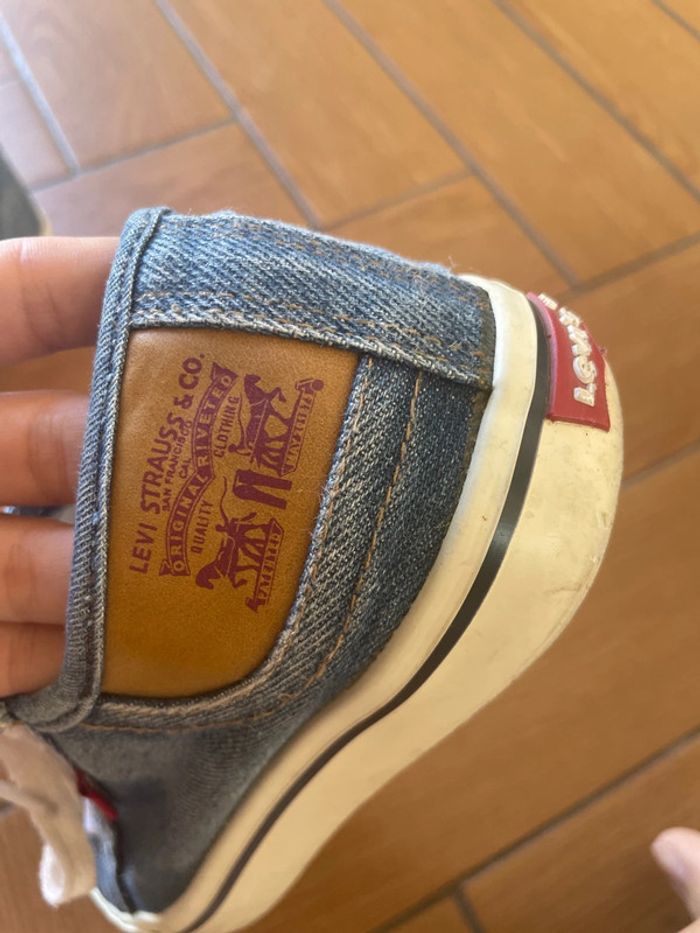 LEVI STRAUSS & CO.
SAN FRANCISCO
CAL.
ORIGINAL RIVETED
QUALITY CLOTHING
LEVI'S